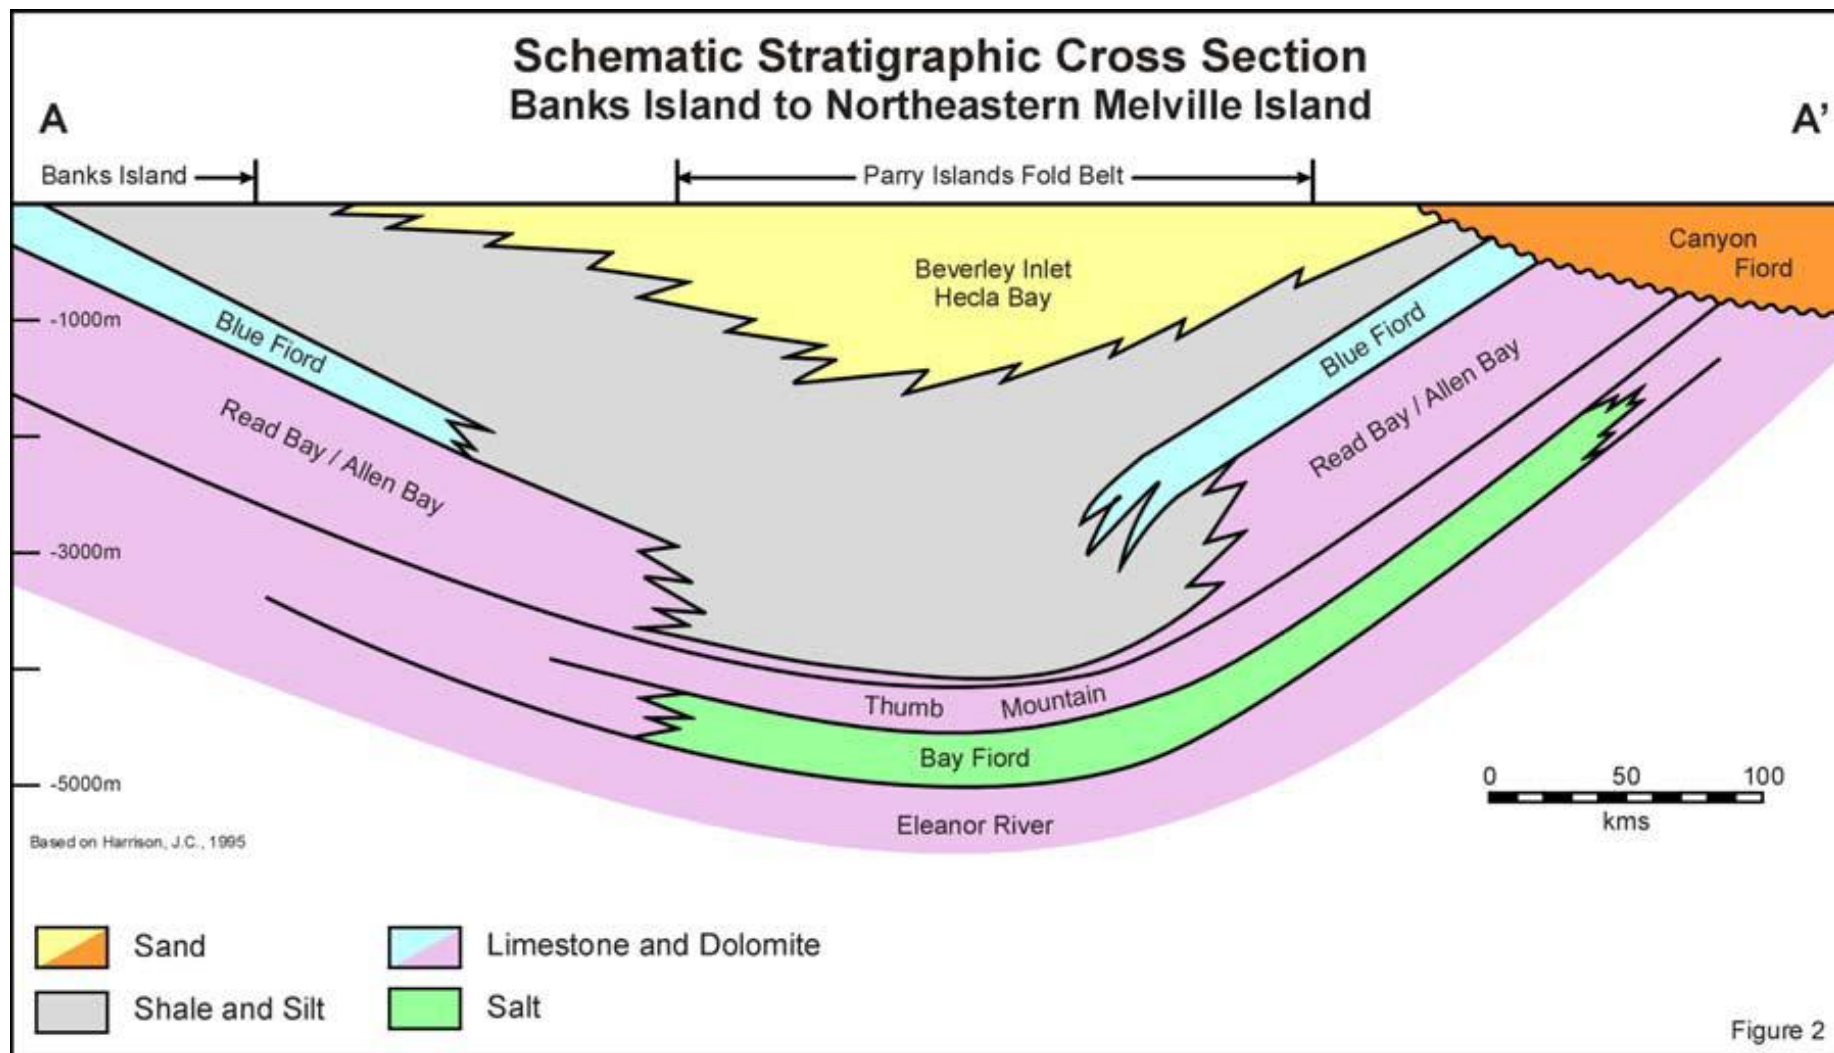 Schematic Stratigraphic Cross Section
Banks Island to Northeastern Melville Island
A
A’
Banks Island
Parry Islands Fold Belt
Canyon
Fiord
Beverley Inlet
Hecla Bay
-1000m
Blue Fiord
Blue Fiord
Read Bay / Allen Bay
Read Bay / Allen Bay
-3000m
Thumb Mountain
Bay Fiord
-5000m
Eleanor River
0 50 100
kms
Based on Harrison, J.C., 1995
Sand
Limestone and Dolomite
Shale and Silt
Salt
Figure 2